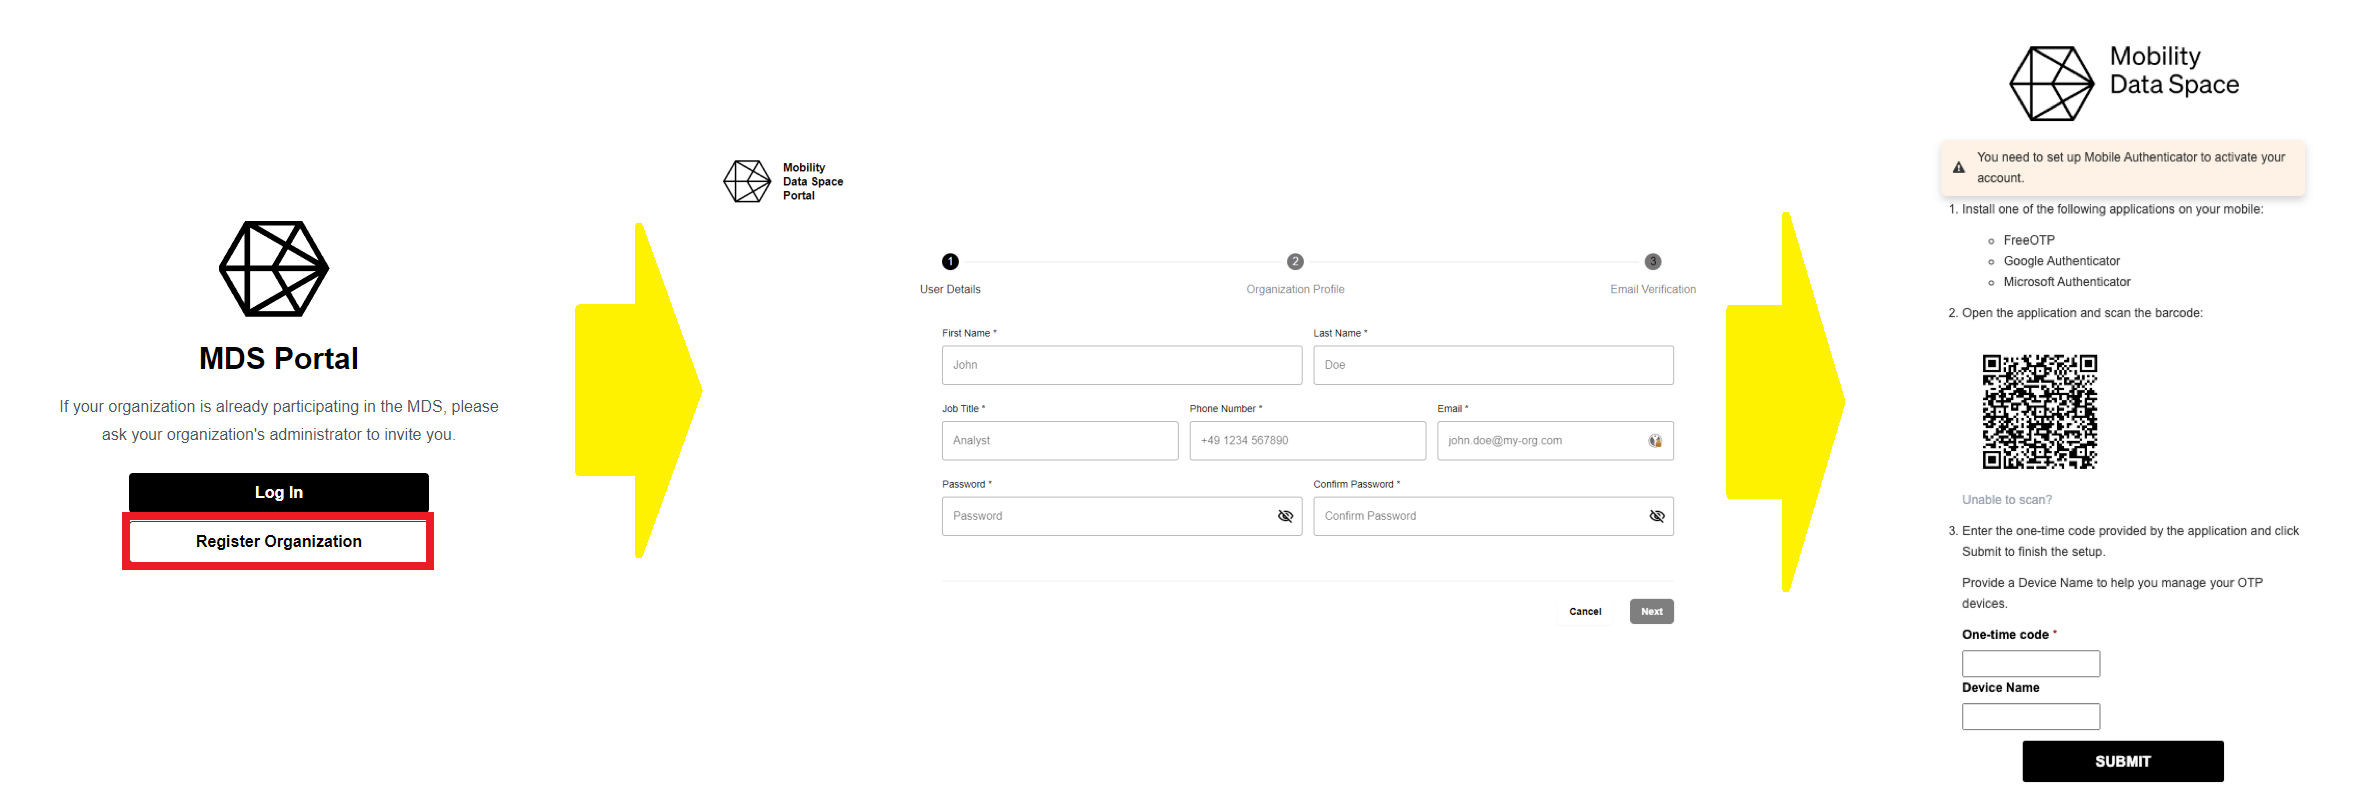 MDS Portal
If your organization is already participating in the MDS, please
ask your organization's administrator to invite you.
Log In
Register Organization
Mobility
Data Space
Portal
1
2
3
User Details
Organization Profile
Email Verification
First Name *
Last Name *
John
Doe
Job Title *
Phone Number *
Email *
Analyst
+49 1234 567890
john.doe@my-org.com
Password *
Confirm Password *
Password
Confirm Password
Cancel
Next
Mobility
Data Space
You need to set up Mobile Authenticator to activate your
account.
1. Install one of the following applications on your mobile:
FreeOTP
Google Authenticator
Microsoft Authenticator
2. Open the application and scan the barcode:
Unable to scan?
3. Enter the one-time code provided by the application and click
Submit to finish the setup.
Provide a Device Name to help you manage your OTP
devices.
One-time code *
Device Name
SUBMIT